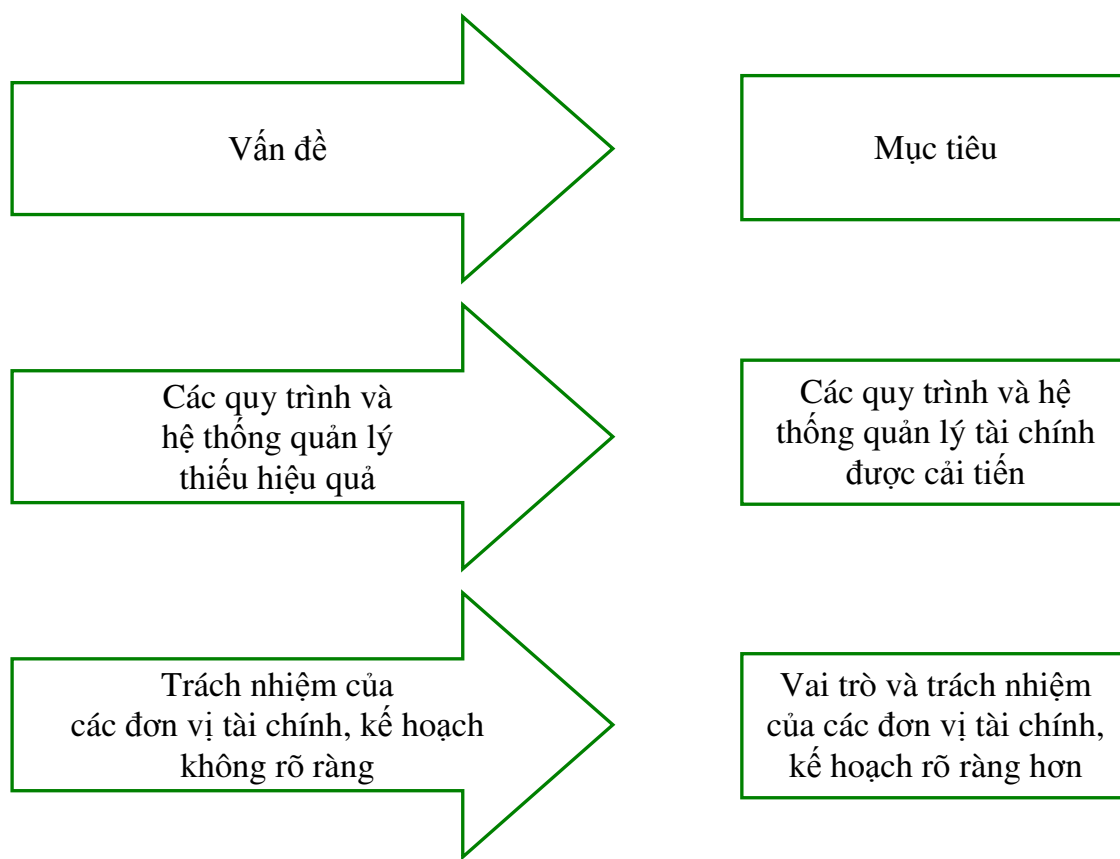 Vấn đề
Mục tiêu
Các quy trình và
hệ thống quản lý
thiếu hiệu quả
Các quy trình và hệ
thống quản lý tài chính
được cải tiến
Trách nhiệm của
các đơn vị tài chính, kế hoạch
không rõ ràng
Vai trò và trách nhiệm
của các đơn vị tài chính,
kế hoạch rõ ràng hơn